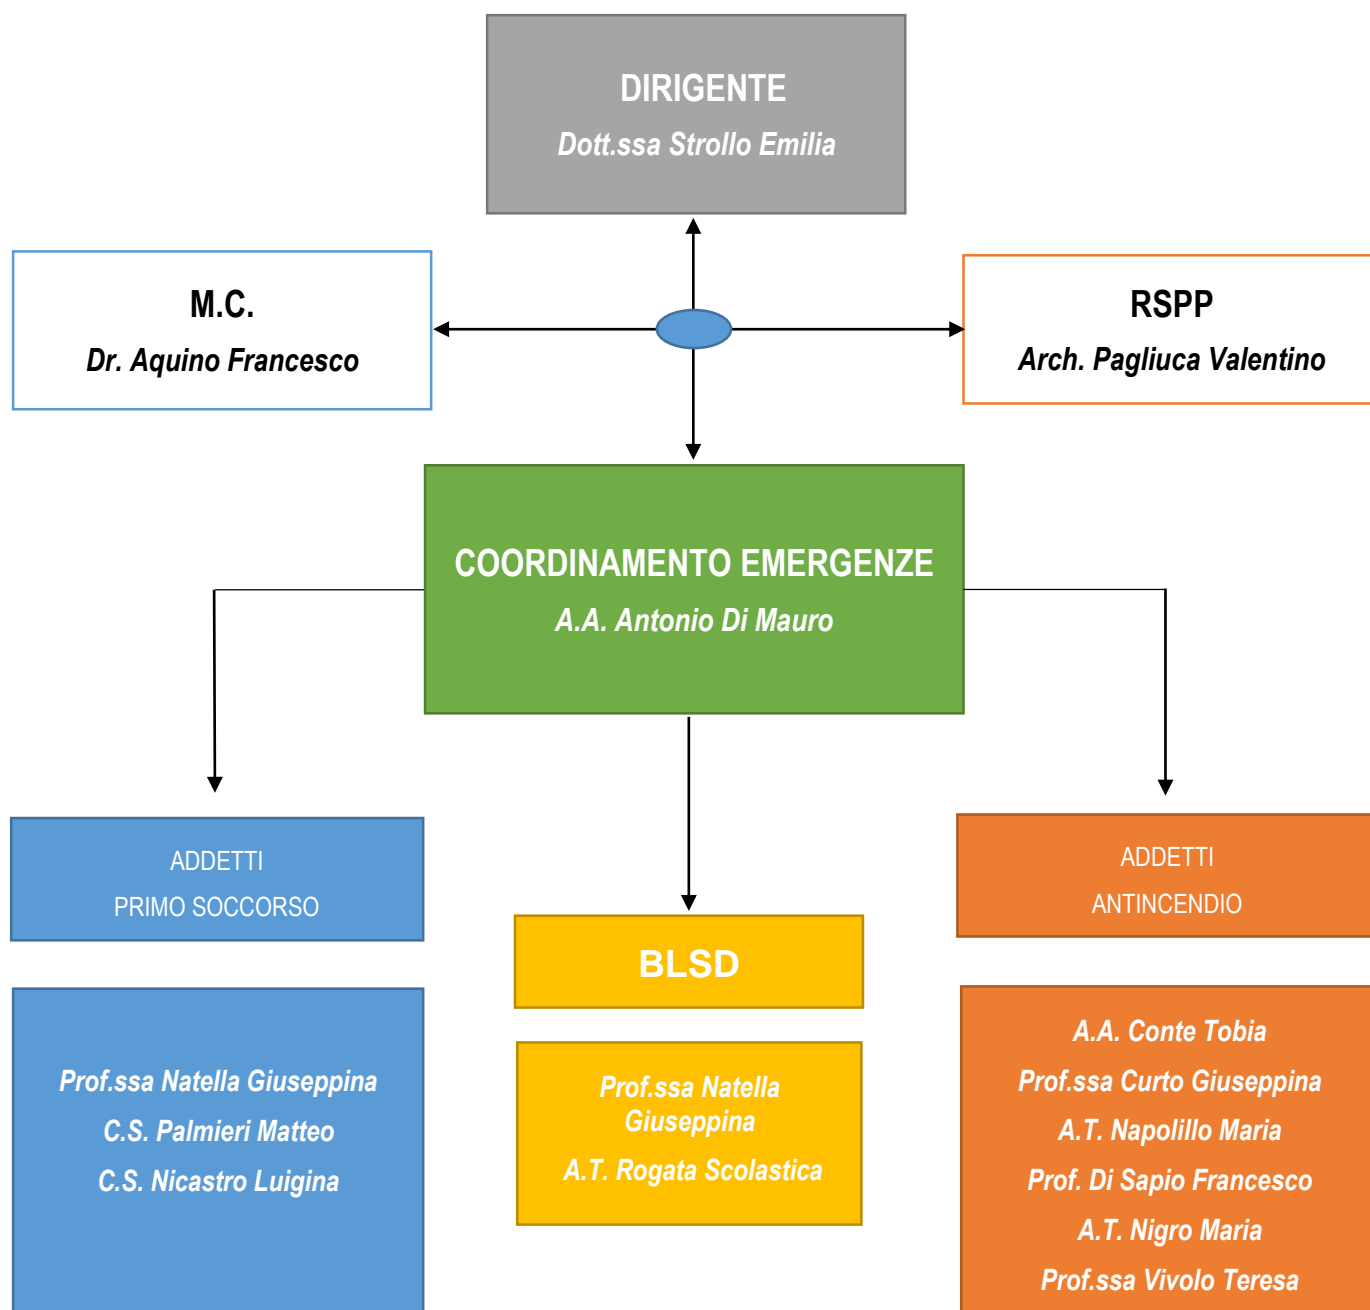 DIRIGENTE
Dott.ssa Strollo Emilia
M.C.
Dr. Aquino Francesco
RSPP
Arch. Pagliuca Valentino
COORDINAMENTO EMERGENZE
A.A. Antonio Di Mauro
ADDETTI
PRIMO SOCCORSO
Prof.ssa Natella Giuseppina
C.S. Palmieri Matteo
C.S. Nicastro Luigina
BLSD
Prof.ssa Natella
Giuseppina
A.T. Rogata Scolastica
ADDETTI
ANTINCENDIO
A.A. Conte Tobia
Prof.ssa Curto Giuseppina
A.T. Napolillo Maria
Prof. Di Sapio Francesco
A.T. Nigro Maria
Prof.ssa Vivolo Teresa